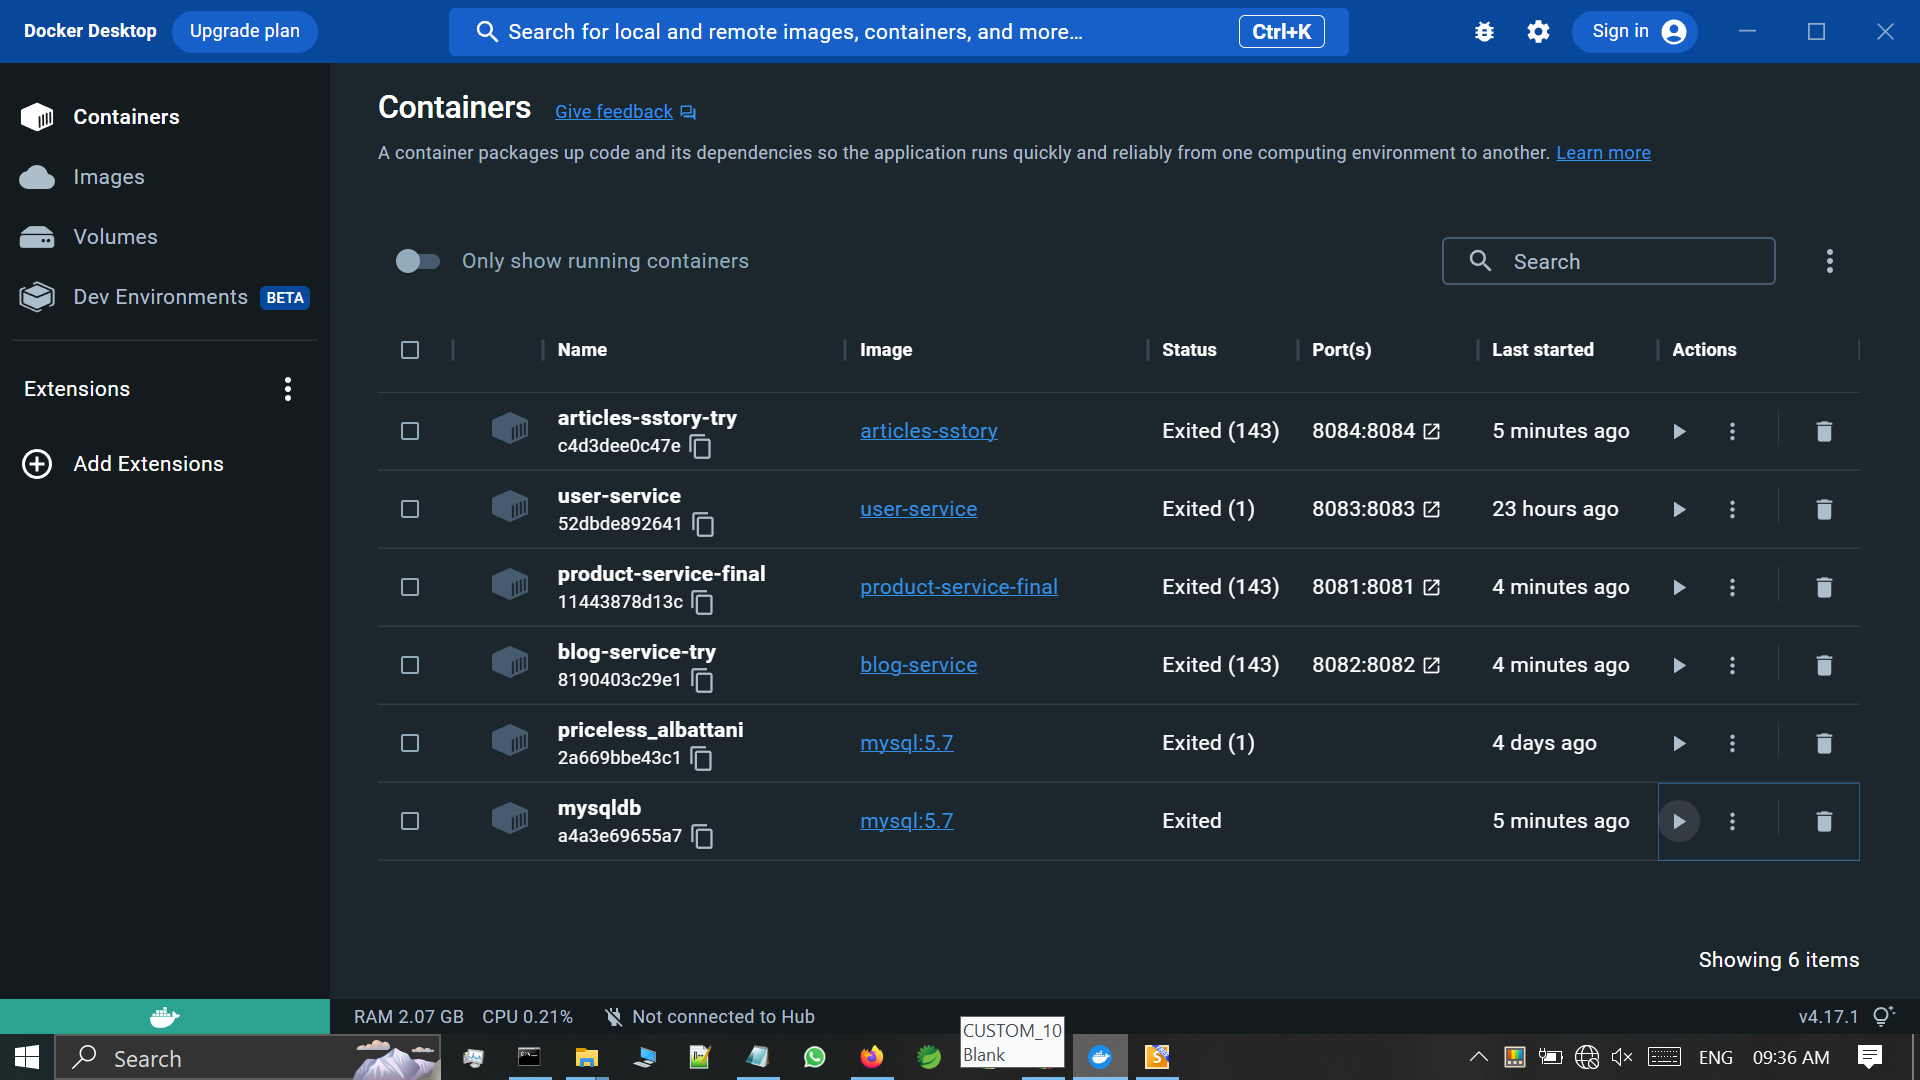 Docker Desktop
Upgrade plan
Search for local and remote images, containers, and more...
Ctrl+K
Sign in
Containers
Images
Volumes
Dev Environments BETA
Extensions
Add Extensions
Containers Give feedback
A container packages up code and its dependencies so the application runs quickly and reliably from one computing environment to another. Learn more
Only show running containers
Search
Name Image Status Port(s) Last started Actions
articles-sstory-try
c4d3dee0c47e
articles-sstory Exited (143) 8084:8084 5 minutes ago
user-service
52dbde892641
user-service Exited (1) 8083:8083 23 hours ago
product-service-final
11443878d13c
product-service-final Exited (143) 8081:8081 4 minutes ago
blog-service-try
8190403c29e1
blog-service Exited (143) 8082:8082 4 minutes ago
priceless_albattani
2a669bbe43c1
mysql:5.7 Exited (1) 4 days ago
mysqldb
a4a3e69655a7
mysql:5.7 Exited 5 minutes ago
Showing 6 items
RAM 2.07 GB CPU 0.21% Not connected to Hub
v4.17.1
CUSTOM_10
Blank
Search
ENG 09:36 AM